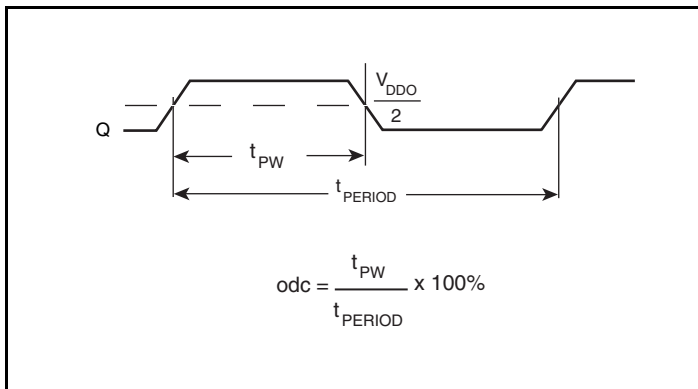 V_DDO
2
Q
t_PW
t_PERIOD
odc = t_PW / t_PERIOD x 100%